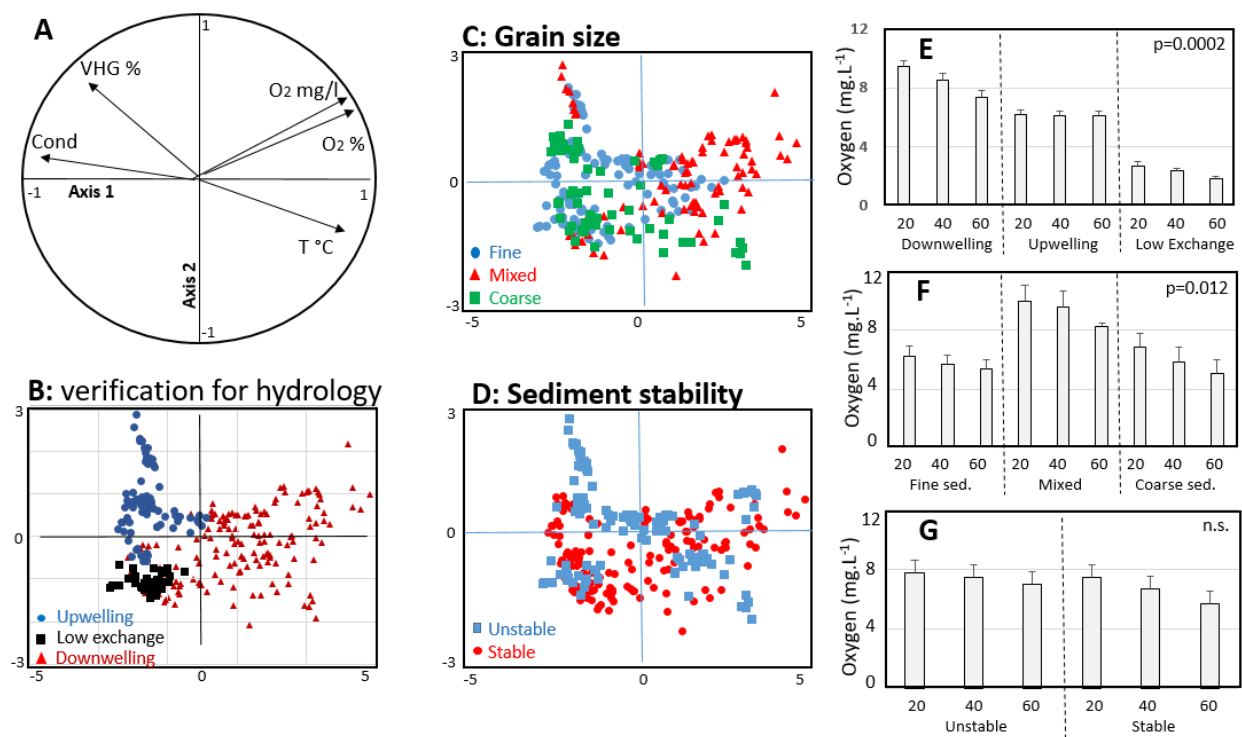 A
1
VHG %
O2 mg/l
O2 %
Cond
-1
Axis 1
1
T °C
Axis 2
-1
B: verification for hydrology
3
0
-3
Upwelling
Low exchange
Downwelling
-5
0
5
C: Grain size
3
0
-3
Fine
Mixed
Coarse
-5
0
5
D: Sediment stability
3
0
-3
Unstable
Stable
-5
0
5
E
p=0.0002
Oxygen (mg.L-1)
12
8
4
0
20 40 60 20 40 60 20 40 60
Downwelling Upwelling Low Exchange
F
p=0.012
Oxygen (mg.L-1)
12
8
4
0
20 40 60 20 40 60 20 40 60
Fine sed. Mixed Coarse sed.
G
n.s.
Oxygen (mg.L-1)
12
8
4
0
20 40 60 20 40 60
Unstable Stable